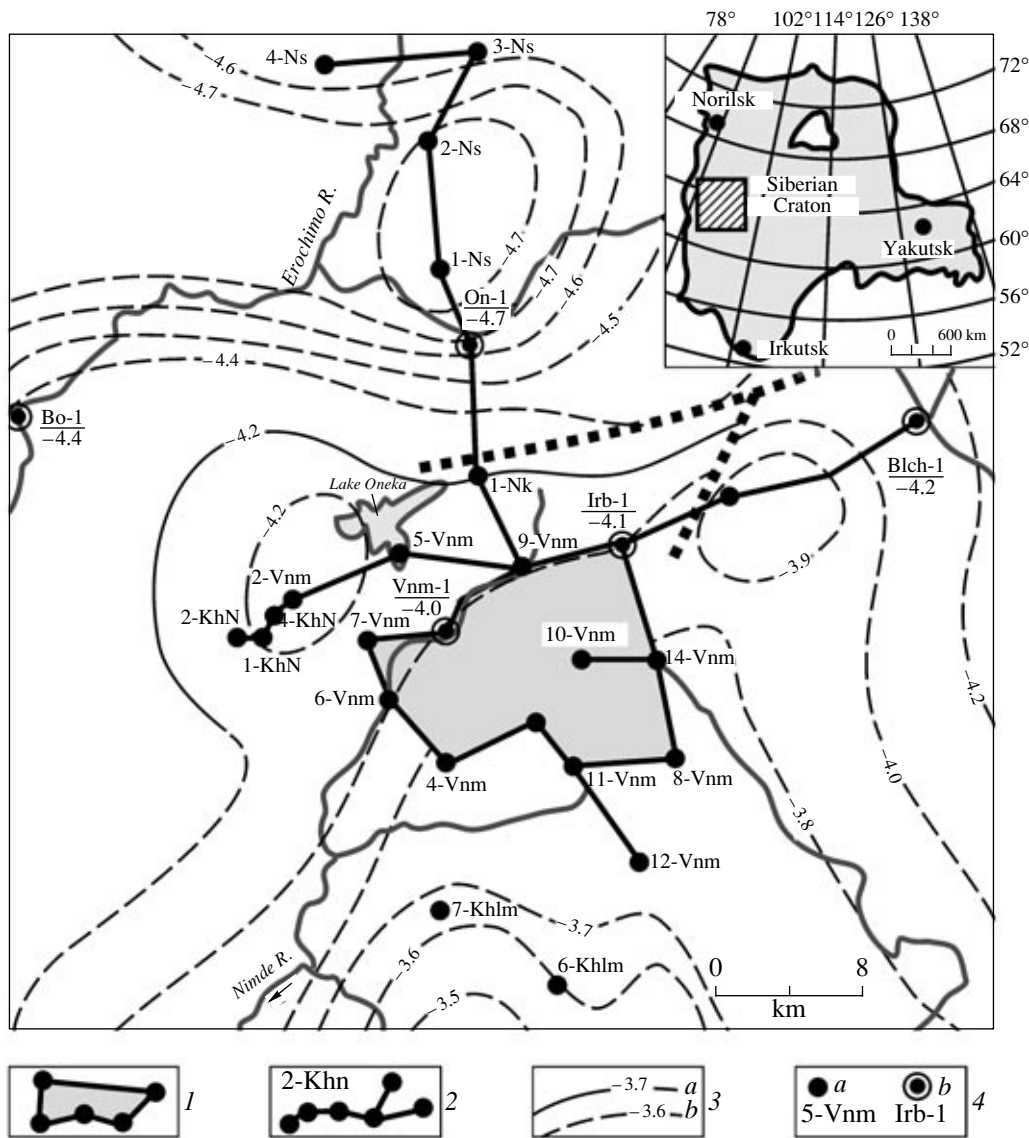 78° 102° 114° 126° 138°
4-Ns
3-Ns
−4.6
−4.7
72°
Norilsk
68°
2-Ns
64°
Siberian
Craton
Erochimo R.
60°
Yakutsk
−4.7
1-Ns
−4.7
−4.6
56°
On-1
−4.7
−4.5
0 600 km
Irkutsk
52°
−4.4
Bo-1
−4.4
−4.2
Blch-1
−4.2
Lake Oneka
1-Nk
Irb-1
−4.1
−4.2
5-Vnm
9-Vnm
−3.9
2-Vnm
Vnm-1
−4.0
2-KhN
4-KhN
7-Vnm
1-KhN
10-Vnm
14-Vnm
−4.2
6-Vnm
4-Vnm
11-Vnm
8-Vnm
−4.0
−3.8
12-Vnm
7-Khlm
−3.7
−3.6
6-Khlm
Nimde R.
−3.5
0 8
km
1
2-Khn
2
−3.7 a
−3.6 b
3
a b
5-Vnm Irb-1
4